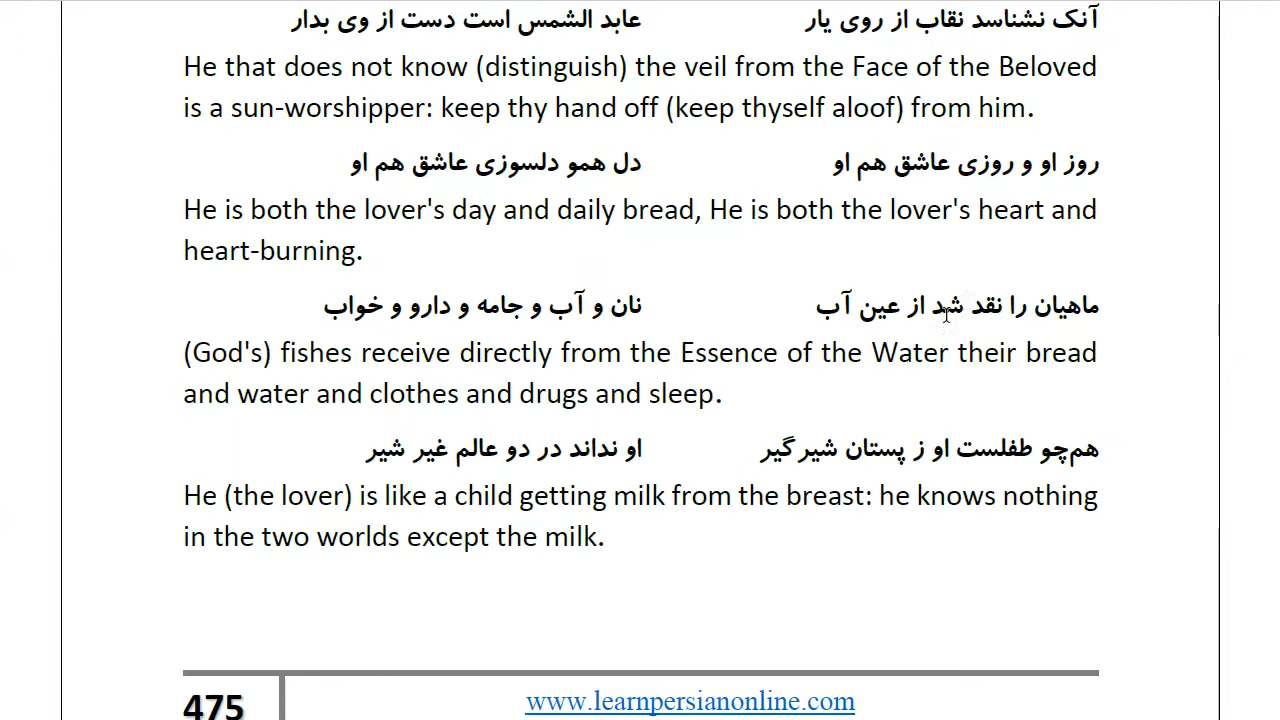 آنک نشناسد نقاب از روی یار عابد الشمس است دست از وی بدار
He that does not know (distinguish) the veil from the Face of the Beloved
is a sun-worshipper: keep thy hand off (keep thyself aloof) from him.
روز او و روزی عاشق هم او دل همو دلسوزی عاشق هم او
He is both the lover's day and daily bread, He is both the lover's heart and
heart-burning.
ماهیان را نقد شد از عین آب نان و آب و جامه و دارو و خواب
(God's) fishes receive directly from the Essence of the Water their bread
and water and clothes and drugs and sleep.
هم‌چو طفلست او ز پستان شیرگیر او نداند در دو عالم غیر شیر
He (the lover) is like a child getting milk from the breast: he knows nothing
in the two worlds except the milk.
475 www.learnpersianonline.com